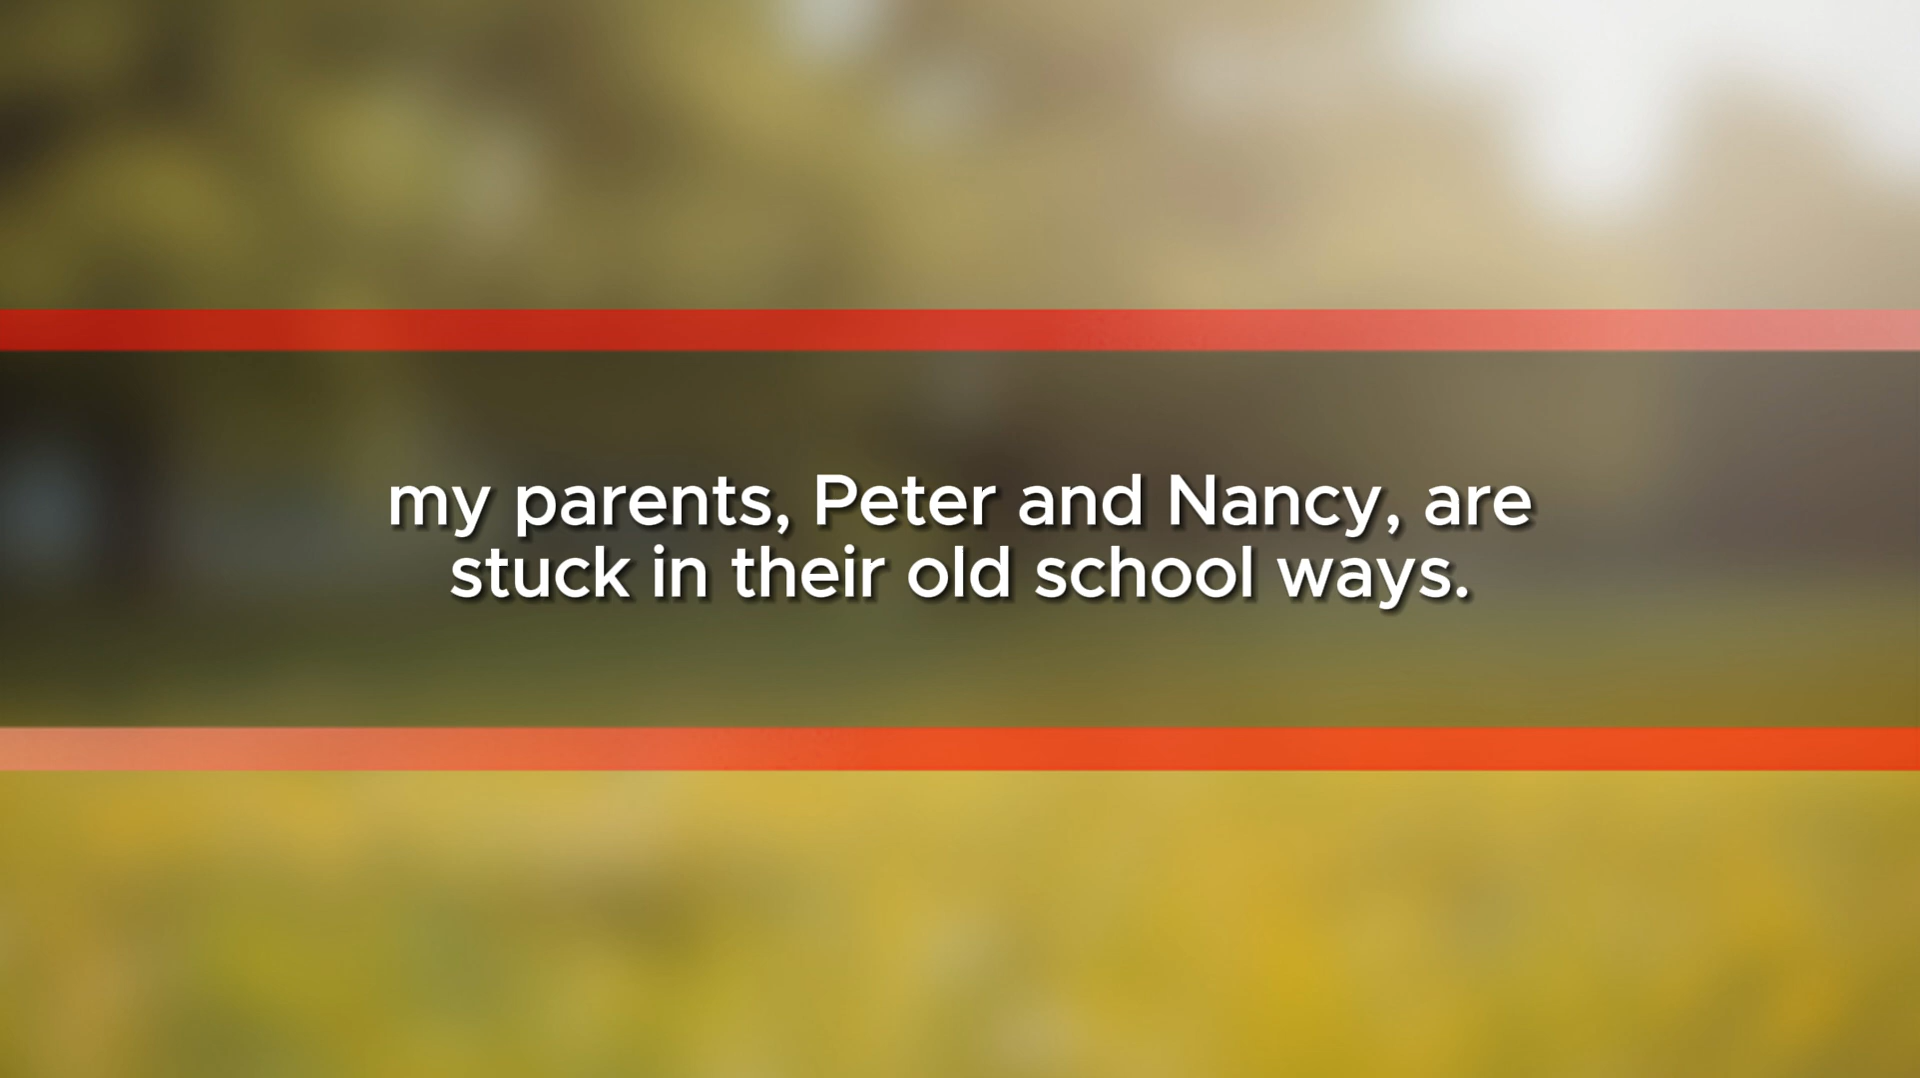 my parents, Peter and Nancy, are
stuck in their old school ways.